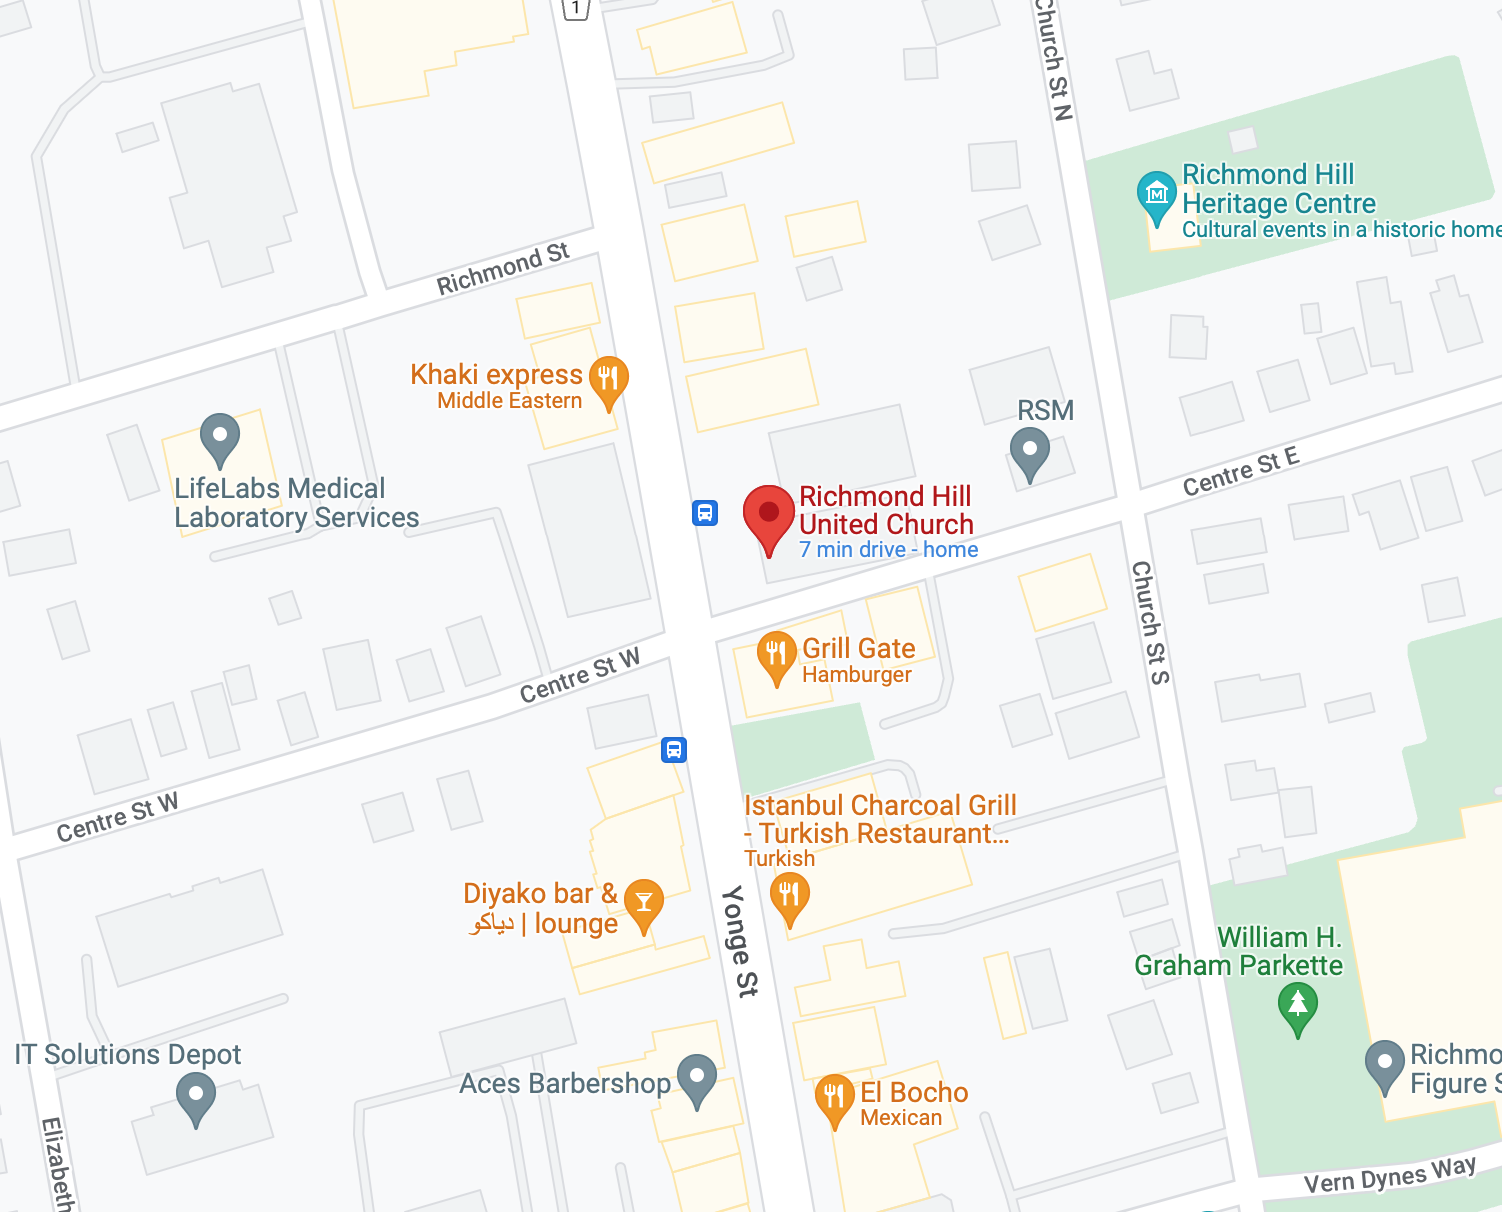 1
Church St N
Richmond Hill
Heritage Centre
Cultural events in a historic home
Richmond St
Khaki express
Middle Eastern
RSM
LifeLabs Medical
Laboratory Services
Richmond Hill
United Church
7 min drive - home
Centre St E
Church St S
Grill Gate
Hamburger
Centre St W
Centre St W
Istanbul Charcoal Grill
- Turkish Restaurant...
Turkish
Diyako bar &
دیاکو | lounge
Yonge St
William H.
Graham Parkette
IT Solutions Depot
Aces Barbershop
El Bocho
Mexican
Richmo
Figure S
Elizabeth
Vern Dynes Way